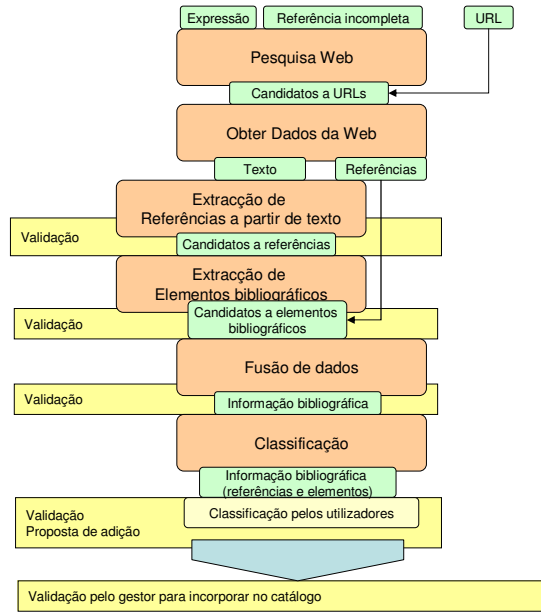 Expressão
Referência incompleta
URL
Pesquisa Web
Candidatos a URLs
Obter Dados da Web
Texto
Referências
Extracção de
Referências a partir de texto
Validação
Candidatos a referências
Extracção de
Elementos bibliográficos
Candidatos a elementos
bibliográficos
Validação
Fusão de dados
Validação
Informação bibliográfica
Classificação
Informação bibliográfica
(referências e elementos)
Validação
Proposta de adição
Classificação pelos utilizadores
Validação pelo gestor para incorporar no catálogo